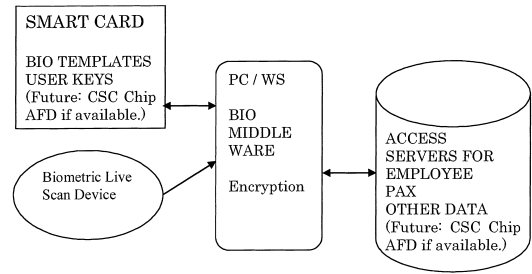 SMART CARD
BIO TEMPLATES
USER KEYS
(Future: CSC Chip
AFD if available.)
Biometric Live
Scan Device
PC / WS
BIO
MIDDLE
WARE
Encryption
ACCESS
SERVERS FOR
EMPLOYEE
PAX
OTHER DATA
(Future: CSC Chip
AFD if available.)